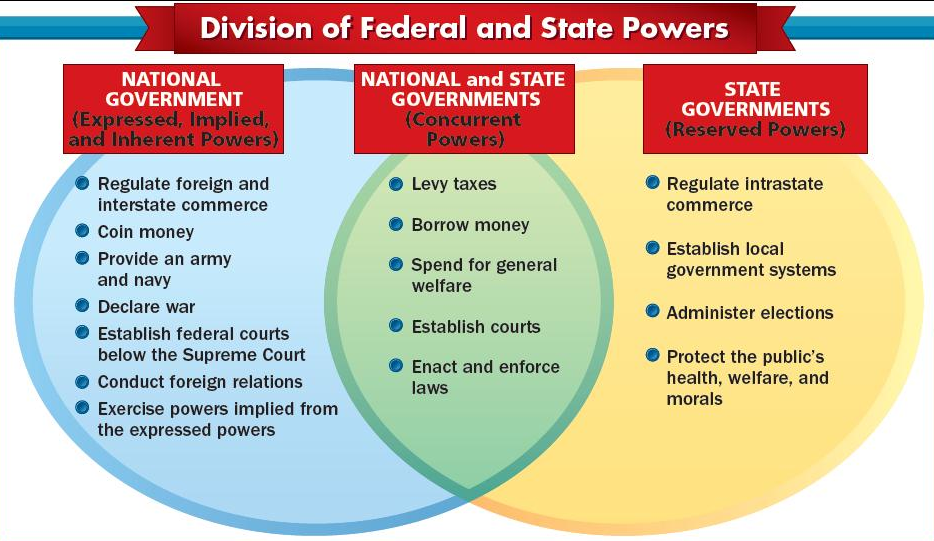 Division of Federal and State Powers
NATIONAL
GOVERNMENT
(Expressed, Implied,
and Inherent Powers)
Regulate foreign and
interstate commerce
Coin money
Provide an army
and navy
Declare war
Establish federal courts
below the Supreme Court
Conduct foreign relations
Exercise powers implied from
the expressed powers
NATIONAL and STATE
GOVERNMENTS
(Concurrent
Powers)
Levy taxes
Borrow money
Spend for general
welfare
Establish courts
Enact and enforce
laws
STATE
GOVERNMENTS
(Reserved Powers)
Regulate intrastate
commerce
Establish local
government systems
Administer elections
Protect the public’s
health, welfare, and
morals